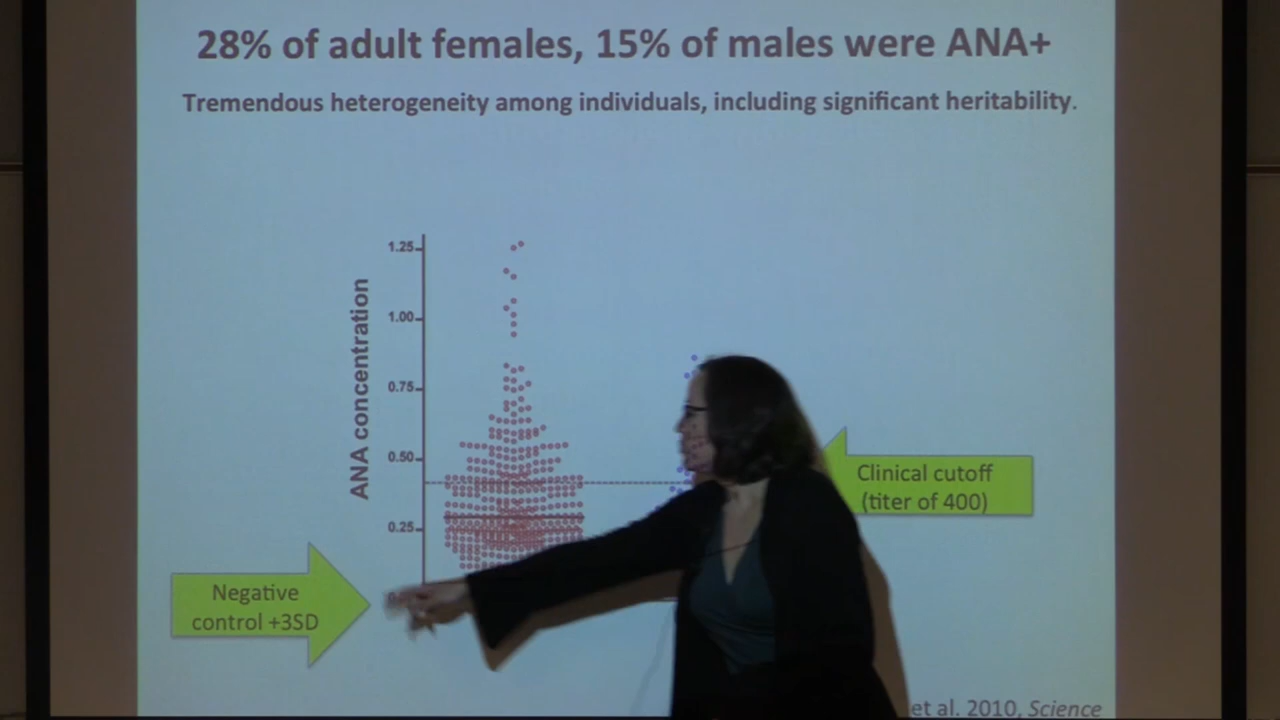 28% of adult females, 15% of males were ANA+
Tremendous heterogeneity among individuals, including significant heritability.
1.25
1.00
0.75
0.50
0.25
ANA concentration
Clinical cutoff
(titer of 400)
Negative
control +3SD
et al. 2010, Science